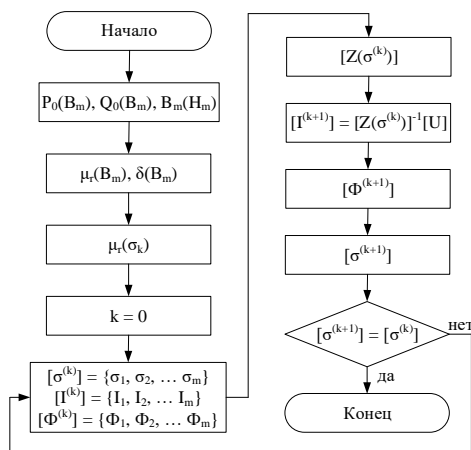 Начало
P₀(Bₘ), Q₀(Bₘ), Bₘ(Hₘ)
μᵣ(Bₘ), δ(Bₘ)
μᵣ(σₖ)
k = 0
[σ⁽ᵏ⁾] = {σ₁, σ₂, … σₘ}
[I⁽ᵏ⁾] = {I₁, I₂, … Iₘ}
[Φ⁽ᵏ⁾] = {Φ₁, Φ₂, … Φₘ}
[Z(σ⁽ᵏ⁾)]
[I⁽ᵏ⁺¹⁾] = [Z(σ⁽ᵏ⁾)]⁻¹[U]
[Φ⁽ᵏ⁺¹⁾]
[σ⁽ᵏ⁺¹⁾]
[σ⁽ᵏ⁺¹⁾] = [σ⁽ᵏ⁾]
нет
да
Конец